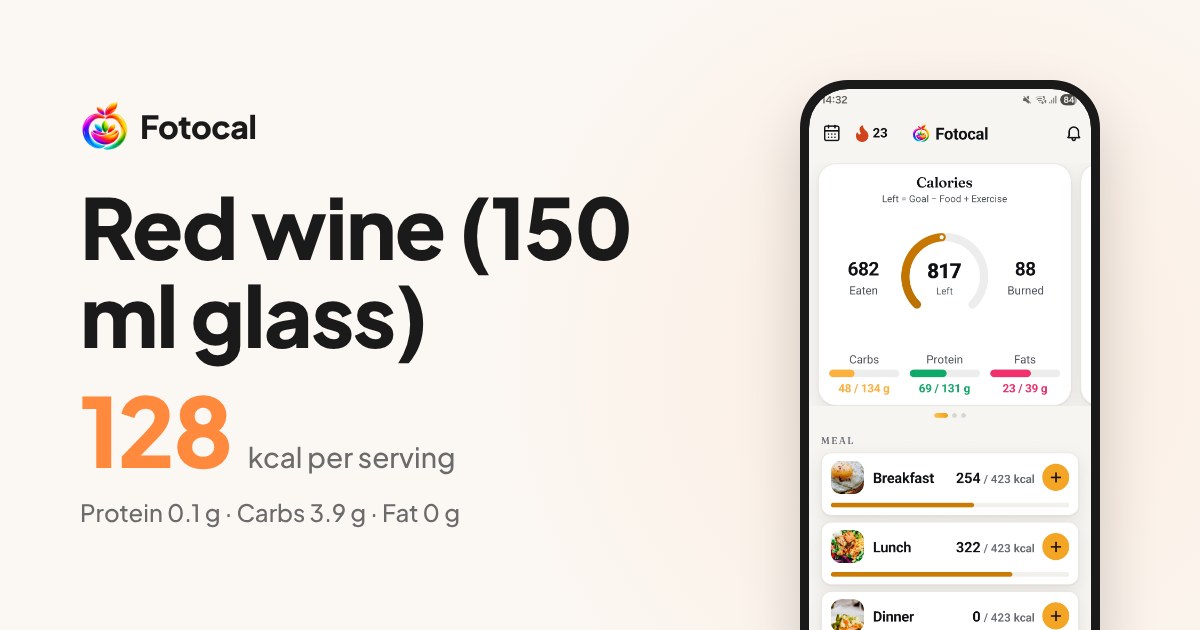 Fotocal
Red wine (150
ml glass)
128 kcal per serving
Protein 0.1 g · Carbs 3.9 g · Fat 0 g
14:32
84
23
Fotocal
Calories
Left = Goal − Food + Exercise
682
Eaten
817
Left
88
Burned
Carbs
48 / 134 g
Protein
69 / 131 g
Fats
23 / 39 g
MEAL
Breakfast 254 / 423 kcal +
Lunch 322 / 423 kcal +
Dinner 0 / 423 kcal +